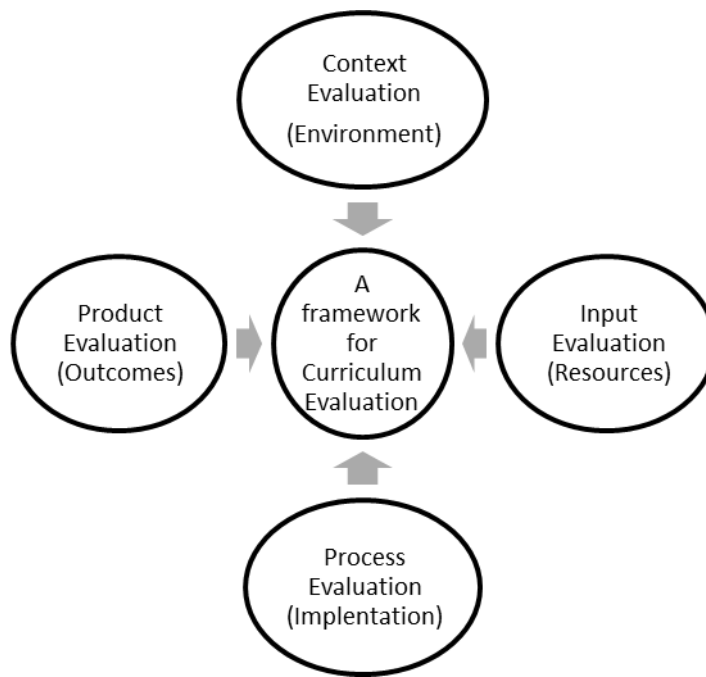 Context
Evaluation
(Environment)
Product
Evaluation
(Outcomes)
A
framework
for
Curriculum
Evaluation
Input
Evaluation
(Resources)
Process
Evaluation
(Implentation)